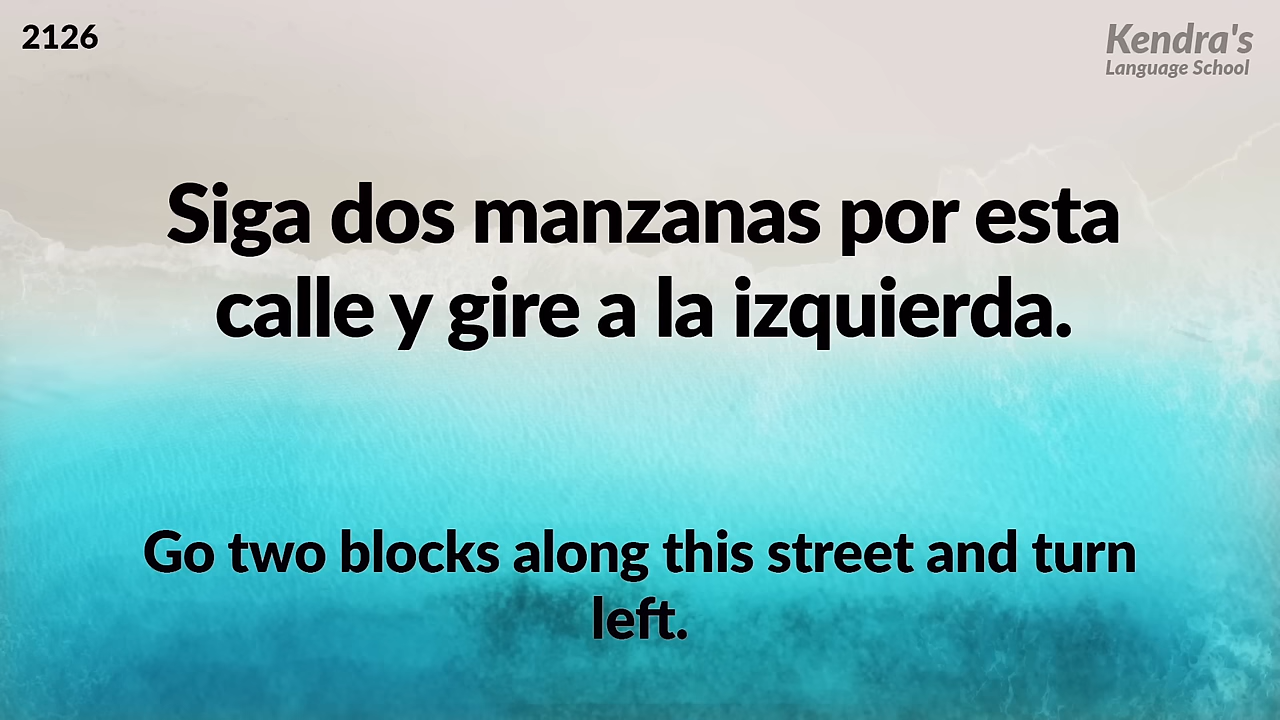 2126
Kendra's
Language School
Siga dos manzanas por esta
calle y gire a la izquierda.
Go two blocks along this street and turn
left.